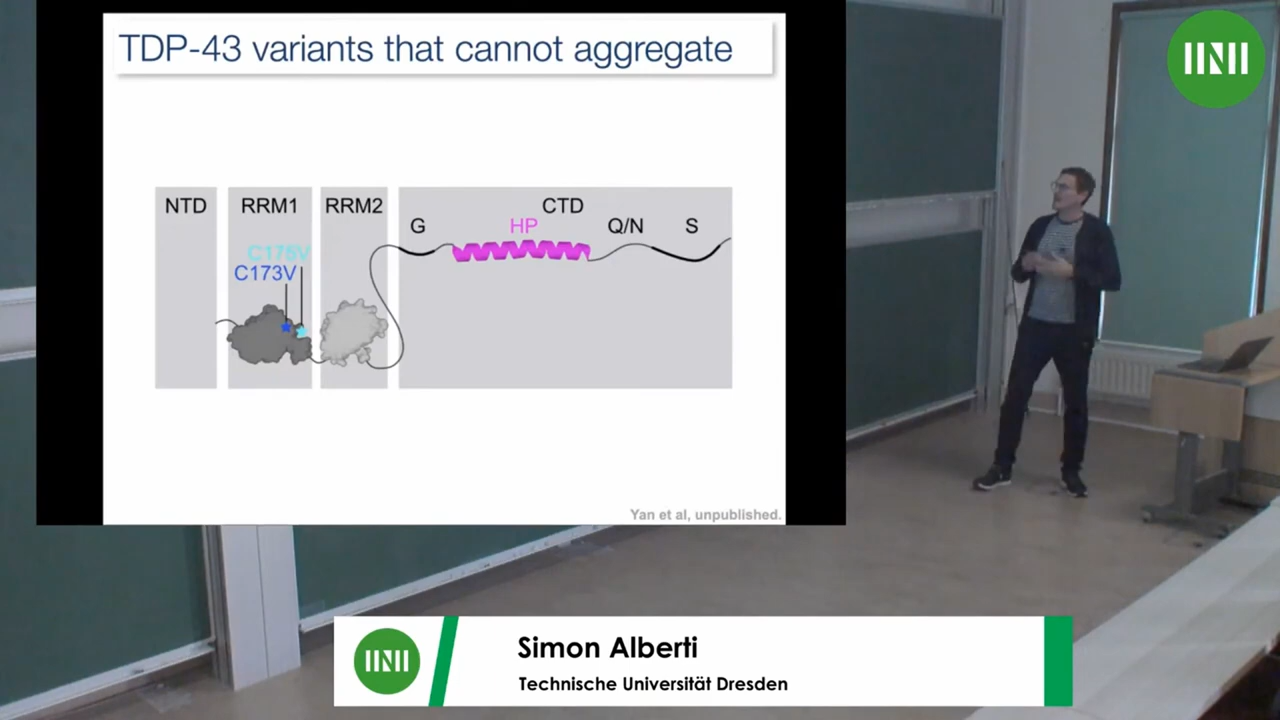 TDP-43 variants that cannot aggregate
NTD
RRM1
RRM2
CTD
G
HP
Q/N
S
C175V
C173V
Yan et al, unpublished.
Simon Alberti
Technische Universität Dresden